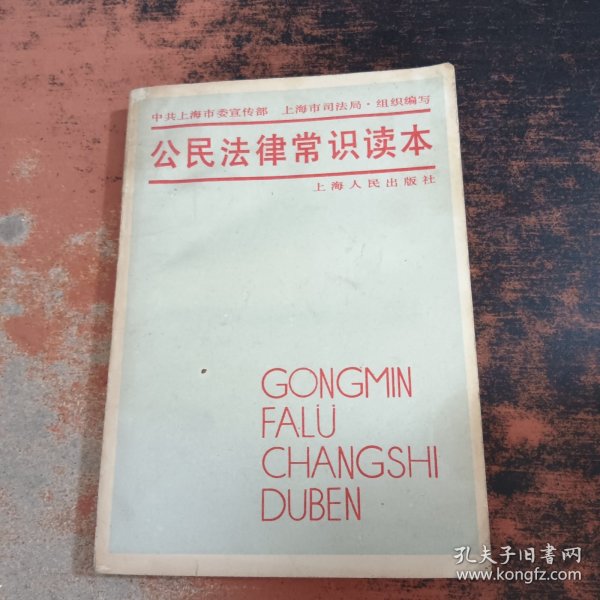 中共上海市委宣传部 上海市司法局·组织编写
公民法律常识读本
上海人民出版社
GONGMIN
FALÜ
CHANGSHI
DUBEN
孔夫子旧书网
www.kongfz.com